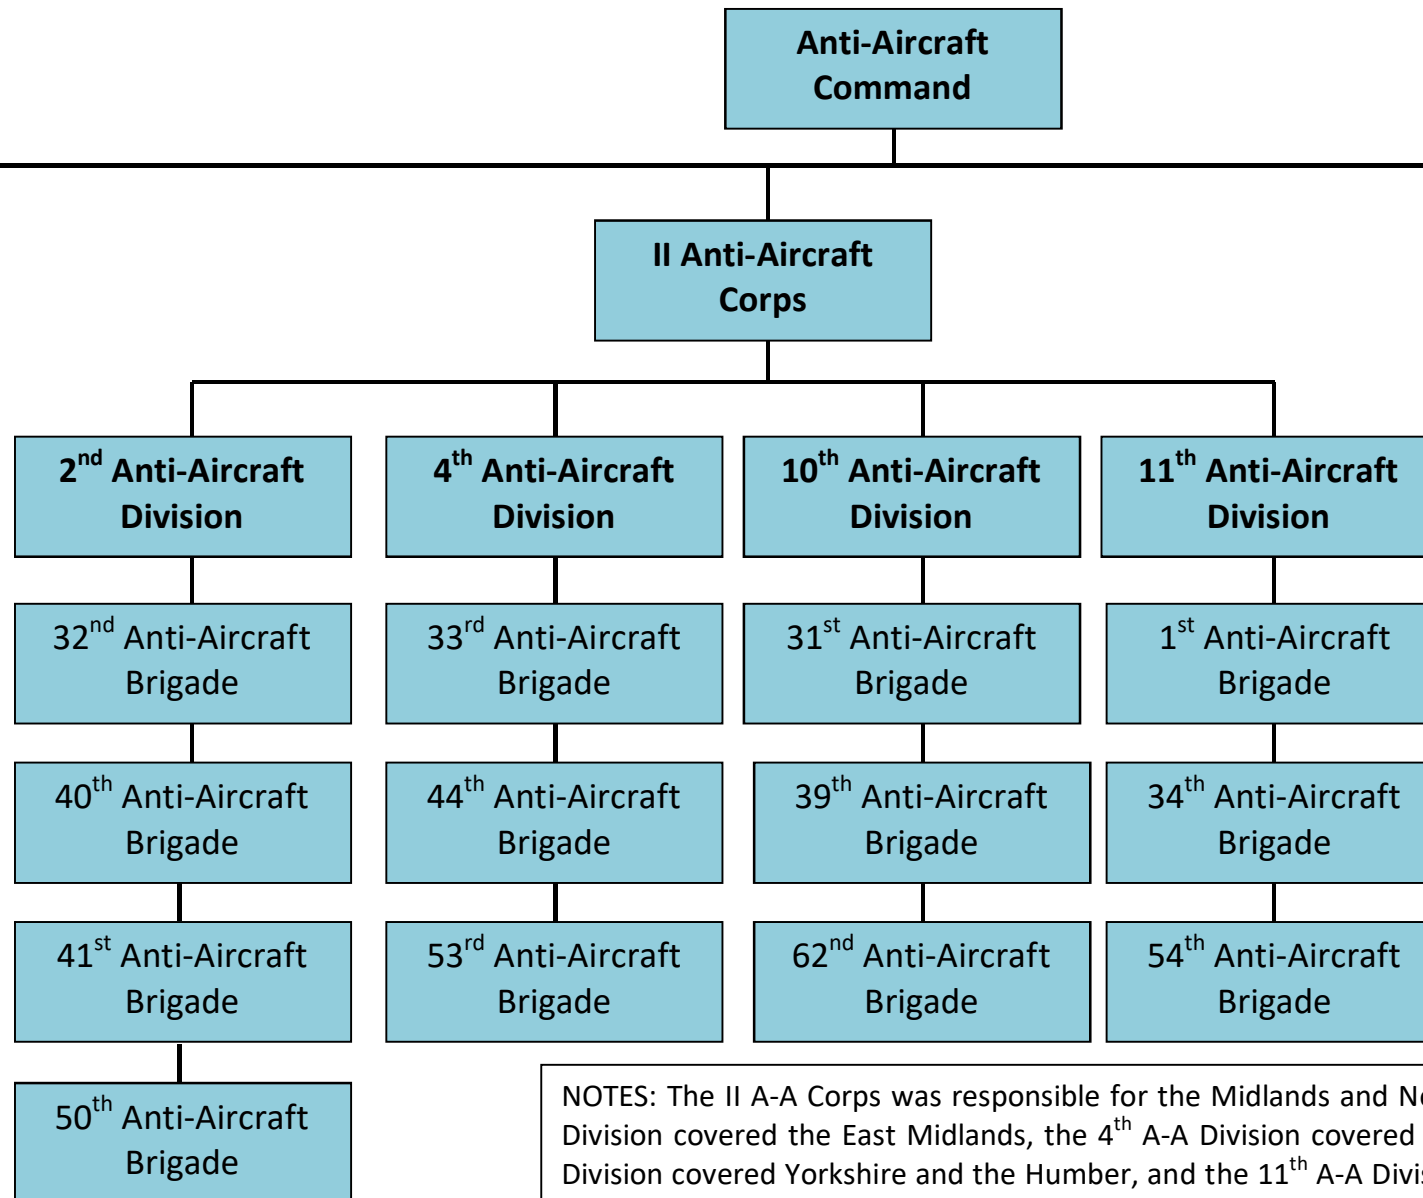 Anti-Aircraft
Command
II Anti-Aircraft
Corps
2nd Anti-Aircraft
Division
4th Anti-Aircraft
Division
10th Anti-Aircraft
Division
11th Anti-Aircraft
Division
32nd Anti-Aircraft
Brigade
33rd Anti-Aircraft
Brigade
31st Anti-Aircraft
Brigade
1st Anti-Aircraft
Brigade
40th Anti-Aircraft
Brigade
44th Anti-Aircraft
Brigade
39th Anti-Aircraft
Brigade
34th Anti-Aircraft
Brigade
41st Anti-Aircraft
Brigade
53rd Anti-Aircraft
Brigade
62nd Anti-Aircraft
Brigade
54th Anti-Aircraft
Brigade
50th Anti-Aircraft
Brigade
NOTES: The II A-A Corps was responsible for the Midlands and
Division covered the East Midlands, the 4th A-A Division covered
Division covered Yorkshire and the Humber, and the 11th A-A